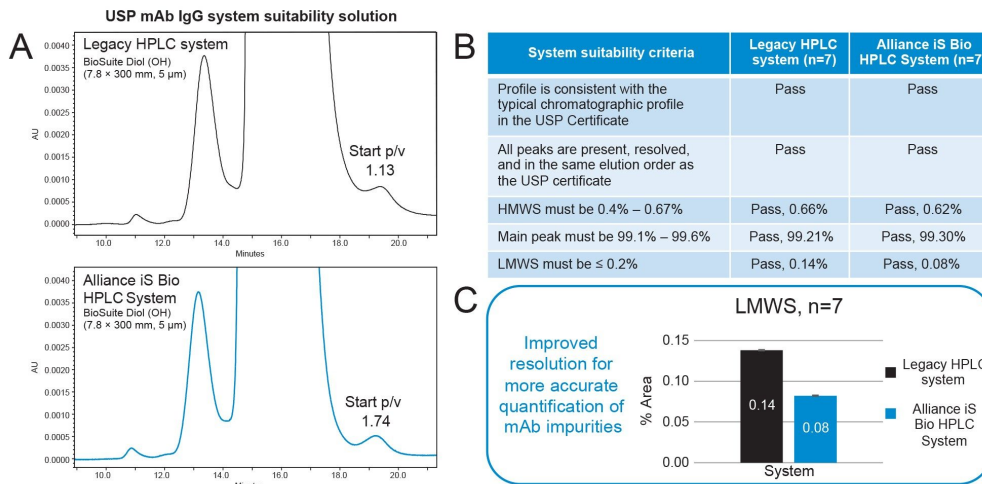 USP mAb IgG system suitability solution
A
Legacy HPLC system
BioSuite Diol (OH)
(7.8 × 300 mm, 5 µm)
Start p/v
1.13
AU
0.0040
0.0035
0.0030
0.0025
0.0020
0.0015
0.0010
0.0005
0.0000
10.0 12.0 14.0 16.0 18.0 20.0
Minutes
Alliance iS Bio
HPLC System
BioSuite Diol (OH)
(7.8 × 300 mm, 5 µm)
Start p/v
1.74
AU
0.0040
0.0035
0.0030
0.0025
0.0020
0.0015
0.0010
0.0005
0.0000
10.0 12.0 14.0 16.0 18.0 20.0
Minutes
B
System suitability criteria
Legacy HPLC
system (n=7)
Alliance iS Bio
HPLC System (n=7
Profile is consistent with the
typical chromatographic profile
in the USP Certificate
Pass
Pass
All peaks are present, resolved,
and in the same elution order as
the USP certificate
Pass
Pass
HMWS must be 0.4% – 0.67%
Pass, 0.66%
Pass, 0.62%
Main peak must be 99.1% – 99.6%
Pass, 99.21%
Pass, 99.30%
LMWS must be ≤ 0.2%
Pass, 0.14%
Pass, 0.08%
C
LMWS, n=7
Improved
resolution for
more accurate
quantification of
mAb impurities
% Area
0.15
0.10
0.05
0.00
0.14
0.08
System
Legacy HPLC
system
Alliance iS
Bio HPLC
System